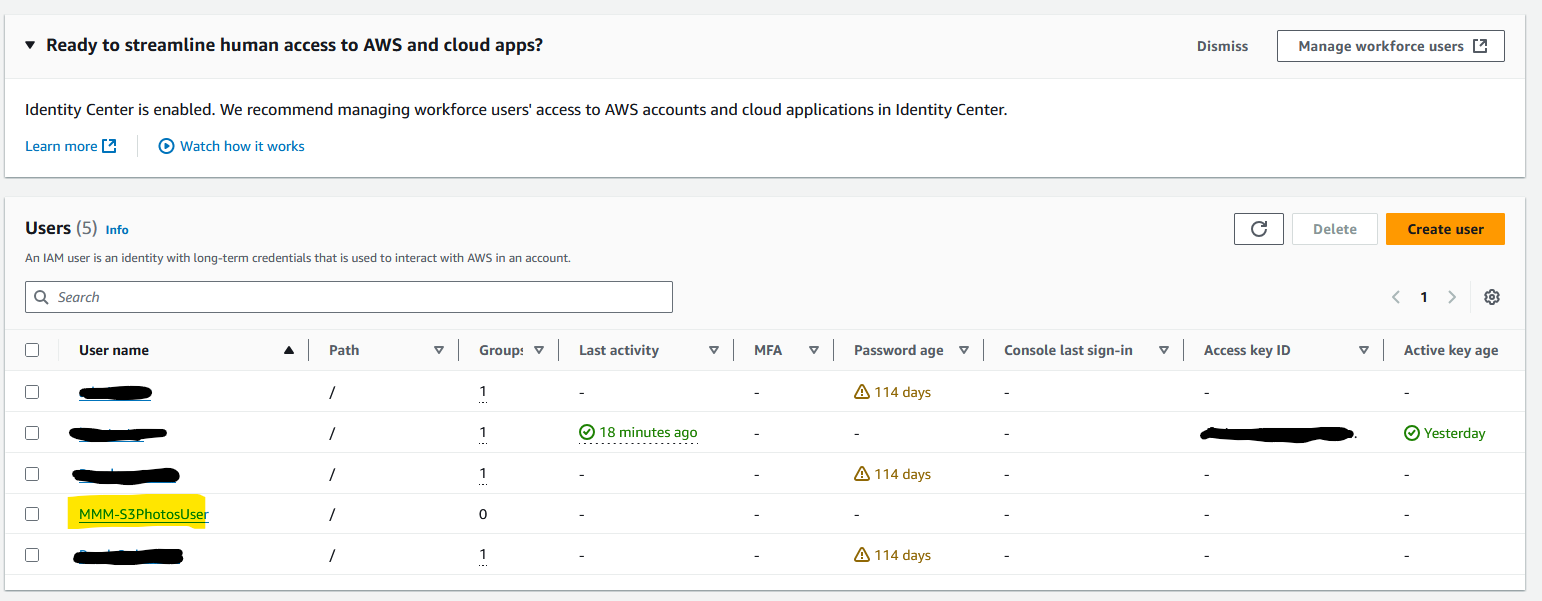 Ready to streamline human access to AWS and cloud apps?
Dismiss
Manage workforce users
Identity Center is enabled. We recommend managing workforce users' access to AWS accounts and cloud applications in Identity Center.
Learn more
Watch how it works
Users (5) Info
Delete
Create user
An IAM user is an identity with long-term credentials that is used to interact with AWS in an account.
Search
1
User name Path Groups Last activity MFA Password age Console last sign-in Access key ID Active key age
/ 1 - - 114 days - - -
/ 1 18 minutes ago - - - Yesterday
/ 1 - - 114 days - - -
MMM-S3PhotosUser / 0 - - - - - -
/ 1 - - 114 days - - -